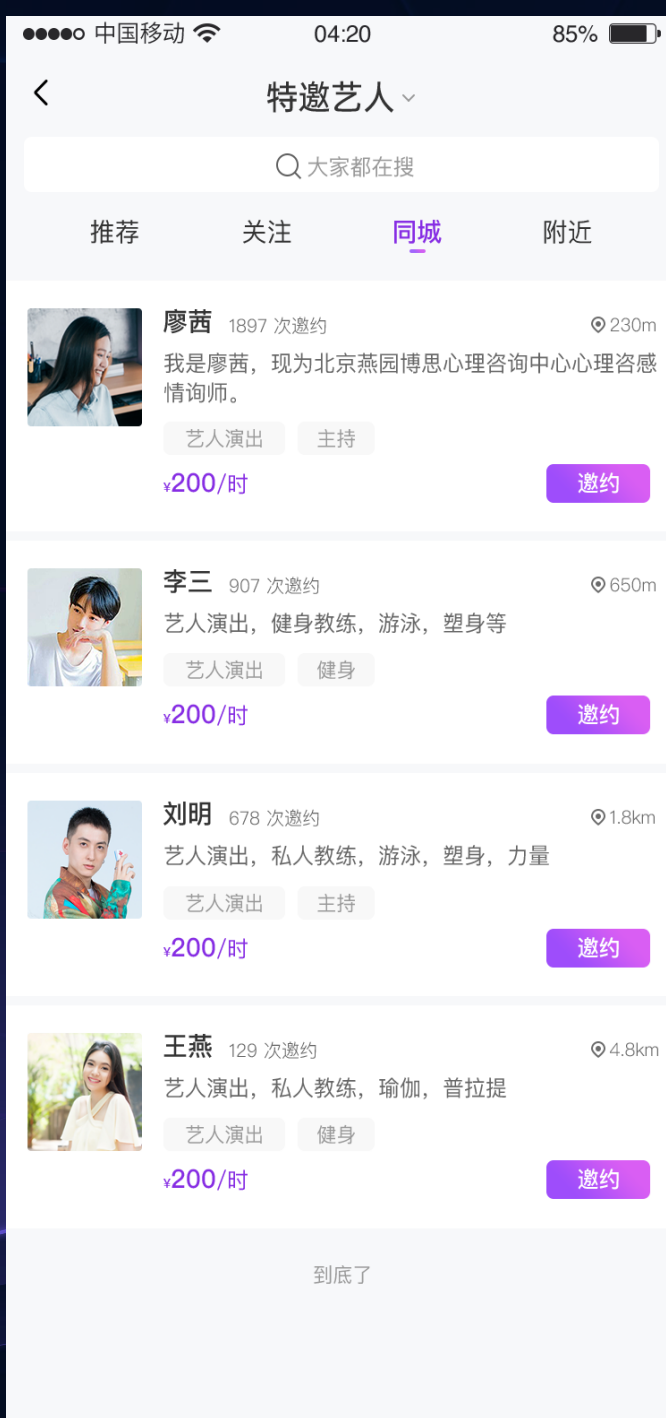 中国移动 04:20 85%
特邀艺人
大家都在搜
推荐 关注 同城 附近
廖茜 1897 次邀约 230m
我是廖茜，现为北京燕园博思心理咨询中心心理咨感
情询师。
艺人演出 主持
¥200/时 邀约
李三 907 次邀约 650m
艺人演出，健身教练，游泳，塑身等
艺人演出 健身
¥200/时 邀约
刘明 678 次邀约 1.8km
艺人演出，私人教练，游泳，塑身，力量
艺人演出 主持
¥200/时 邀约
王燕 129 次邀约 4.8km
艺人演出，私人教练，瑜伽，普拉提
艺人演出 健身
¥200/时 邀约
到底了